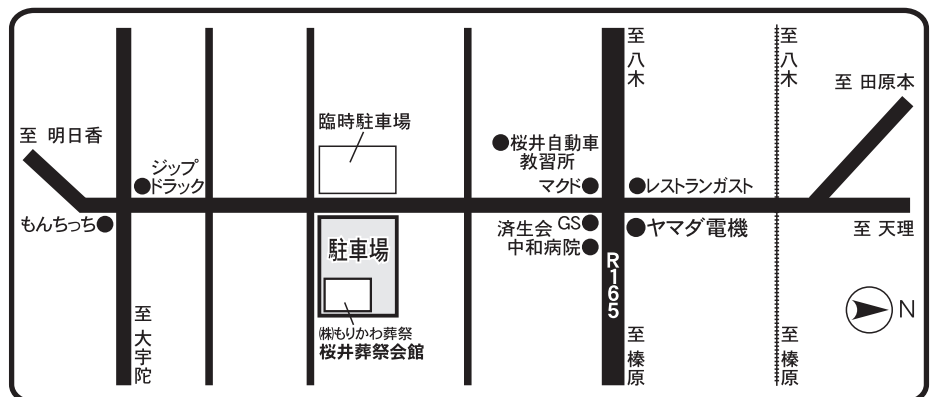 至 八木
至 八木
至 田原本
臨時駐車場
至 明日香
桜井自動車
教習所
ジップ
ドラック
マクド
レストランガスト
もんちっち
済生会
GS
中和病院
ヤマダ電機
至 天理
駐車場
R165
N
至 大宇陀
㈱もりかわ葬祭
桜井葬祭会館
至 榛原
至 榛原